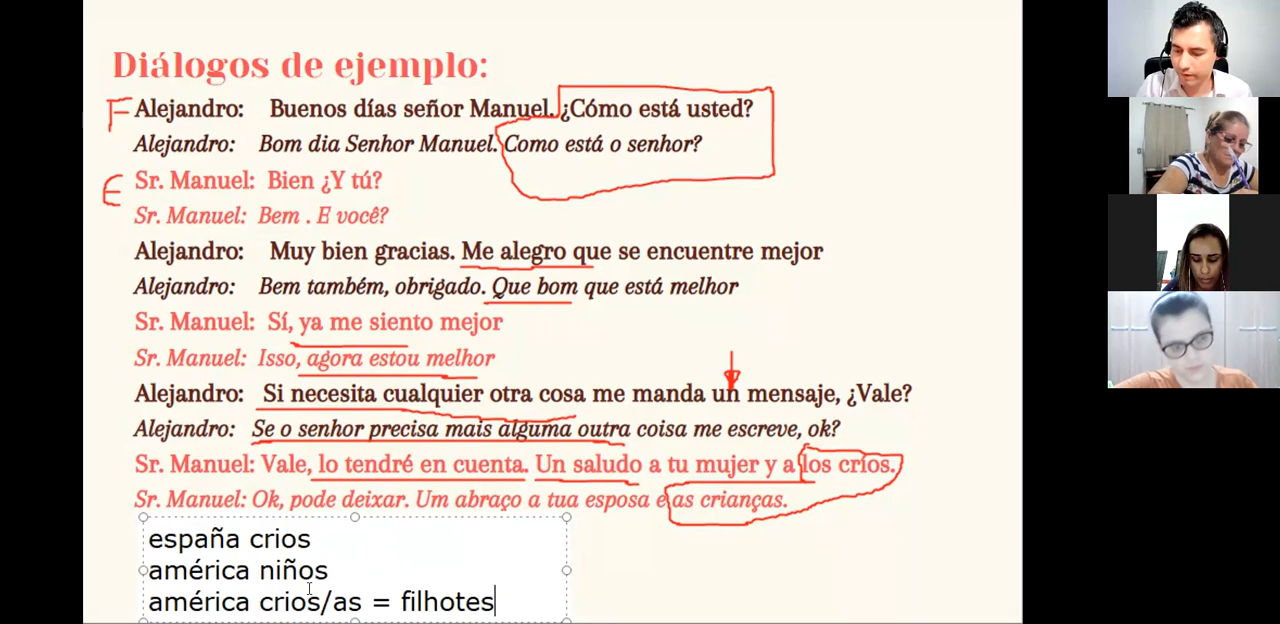 Diálogos de ejemplo:
F Alejandro: Buenos días señor Manuel. ¿Cómo está usted?
Alejandro: Bom dia Senhor Manuel. Como está o senhor?
E Sr. Manuel: Bien ¿Y tú?
Sr. Manuel: Bem . E você?
Alejandro: Muy bien gracias. Me alegro que se encuentre mejor
Alejandro: Bem também, obrigado. Que bom que está melhor
Sr. Manuel: Sí, ya me siento mejor
Sr. Manuel: Isso, agora estou melhor
Alejandro: Si necesita cualquier otra cosa me manda un mensaje, ¿Vale?
Alejandro: Se o senhor precisa mais alguma outra coisa me escreve, ok?
Sr. Manuel: Vale, lo tendré en cuenta. Un saludo a tu mujer y a los críos.
Sr. Manuel: Ok, pode deixar. Um abraço a tua esposa e as crianças.
españa crios
américa niños
américa crios/as = filhotes